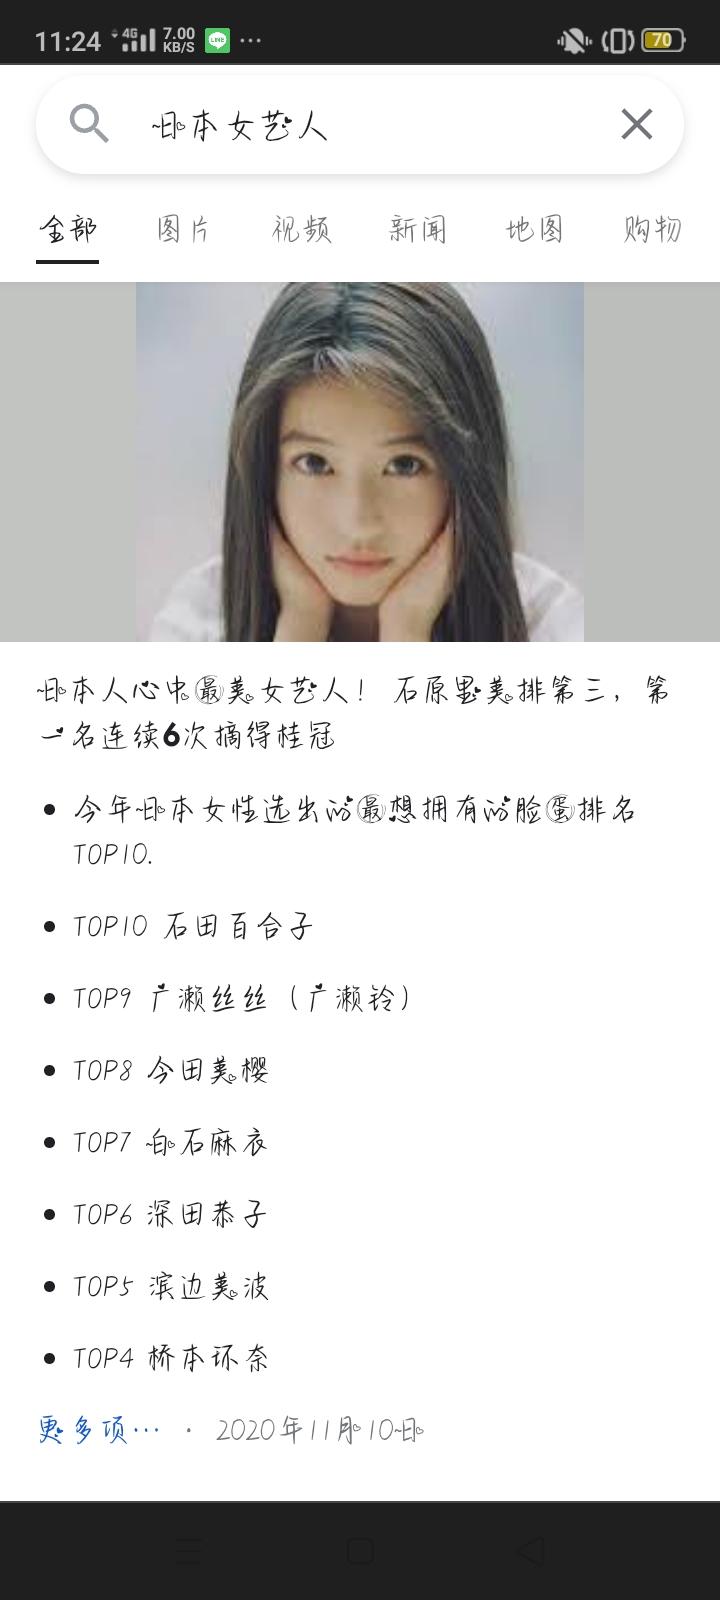 11:24 4G 7.00 KB/S LINE ··· 70
日本女艺人
全部 图片 视频 新闻 地图 购物
日本人心中最美女艺人！ 石原里美排第三，第
一名连续6次摘得桂冠
• 今年日本女性选出的最想拥有的脸蛋排名
TOP10.
• TOP10 石田百合子
• TOP9 广濑丝丝（广濑铃）
• TOP8 今田美樱
• TOP7 白石麻衣
• TOP6 深田恭子
• TOP5 滨边美波
• TOP4 桥本环奈
更多项… · 2020年11月10日